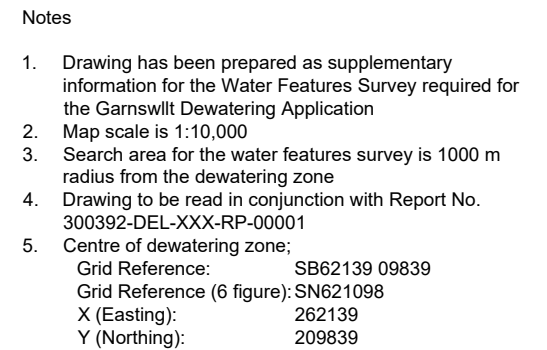 Notes
1. Drawing has been prepared as supplementary
information for the Water Features Survey required for
the Garnswllt Dewatering Application
2. Map scale is 1:10,000
3. Search area for the water features survey is 1000 m
radius from the dewatering zone
4. Drawing to be read in conjunction with Report No.
300392-DEL-XXX-RP-00001
5. Centre of dewatering zone;
Grid Reference: SB62139 09839
Grid Reference (6 figure): SN621098
X (Easting): 262139
Y (Northing): 209839